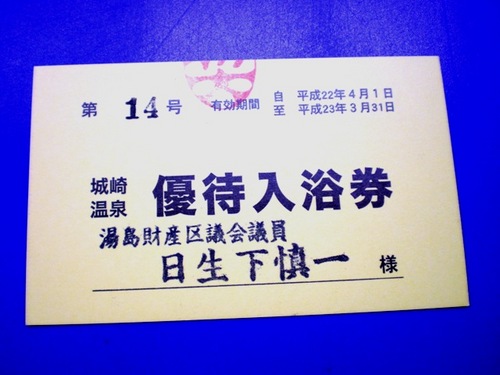 第 14 号 有効期間 自 平成22年4月1日
至 平成23年3月31日
城崎温泉 優待入浴券
湯島財産区議会議員
日生下慎一 様